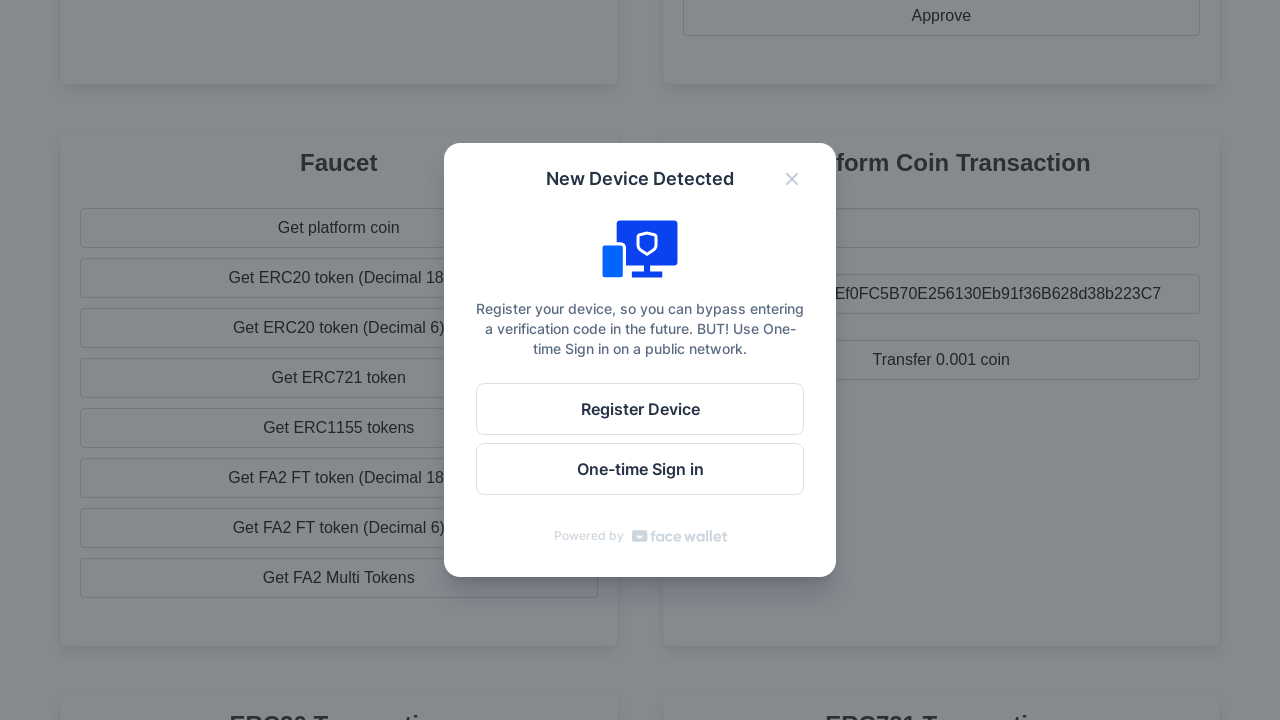 Approve
Faucet
Get platform coin
Get ERC20 token (Decimal 18
Get ERC20 token (Decimal 6)
Get ERC721 token
Get ERC1155 tokens
Get FA2 FT token (Decimal 18
Get FA2 FT token (Decimal 6)
Get FA2 Multi Tokens
form Coin Transaction
Ef0FC5B70E256130Eb91f36B628d38b223C7
Transfer 0.001 coin
New Device Detected
Register your device, so you can bypass entering
a verification code in the future. BUT! Use One-
time Sign in on a public network.
Register Device
One-time Sign in
Powered by face wallet
ERC20 Transaction
ERC721 Transaction